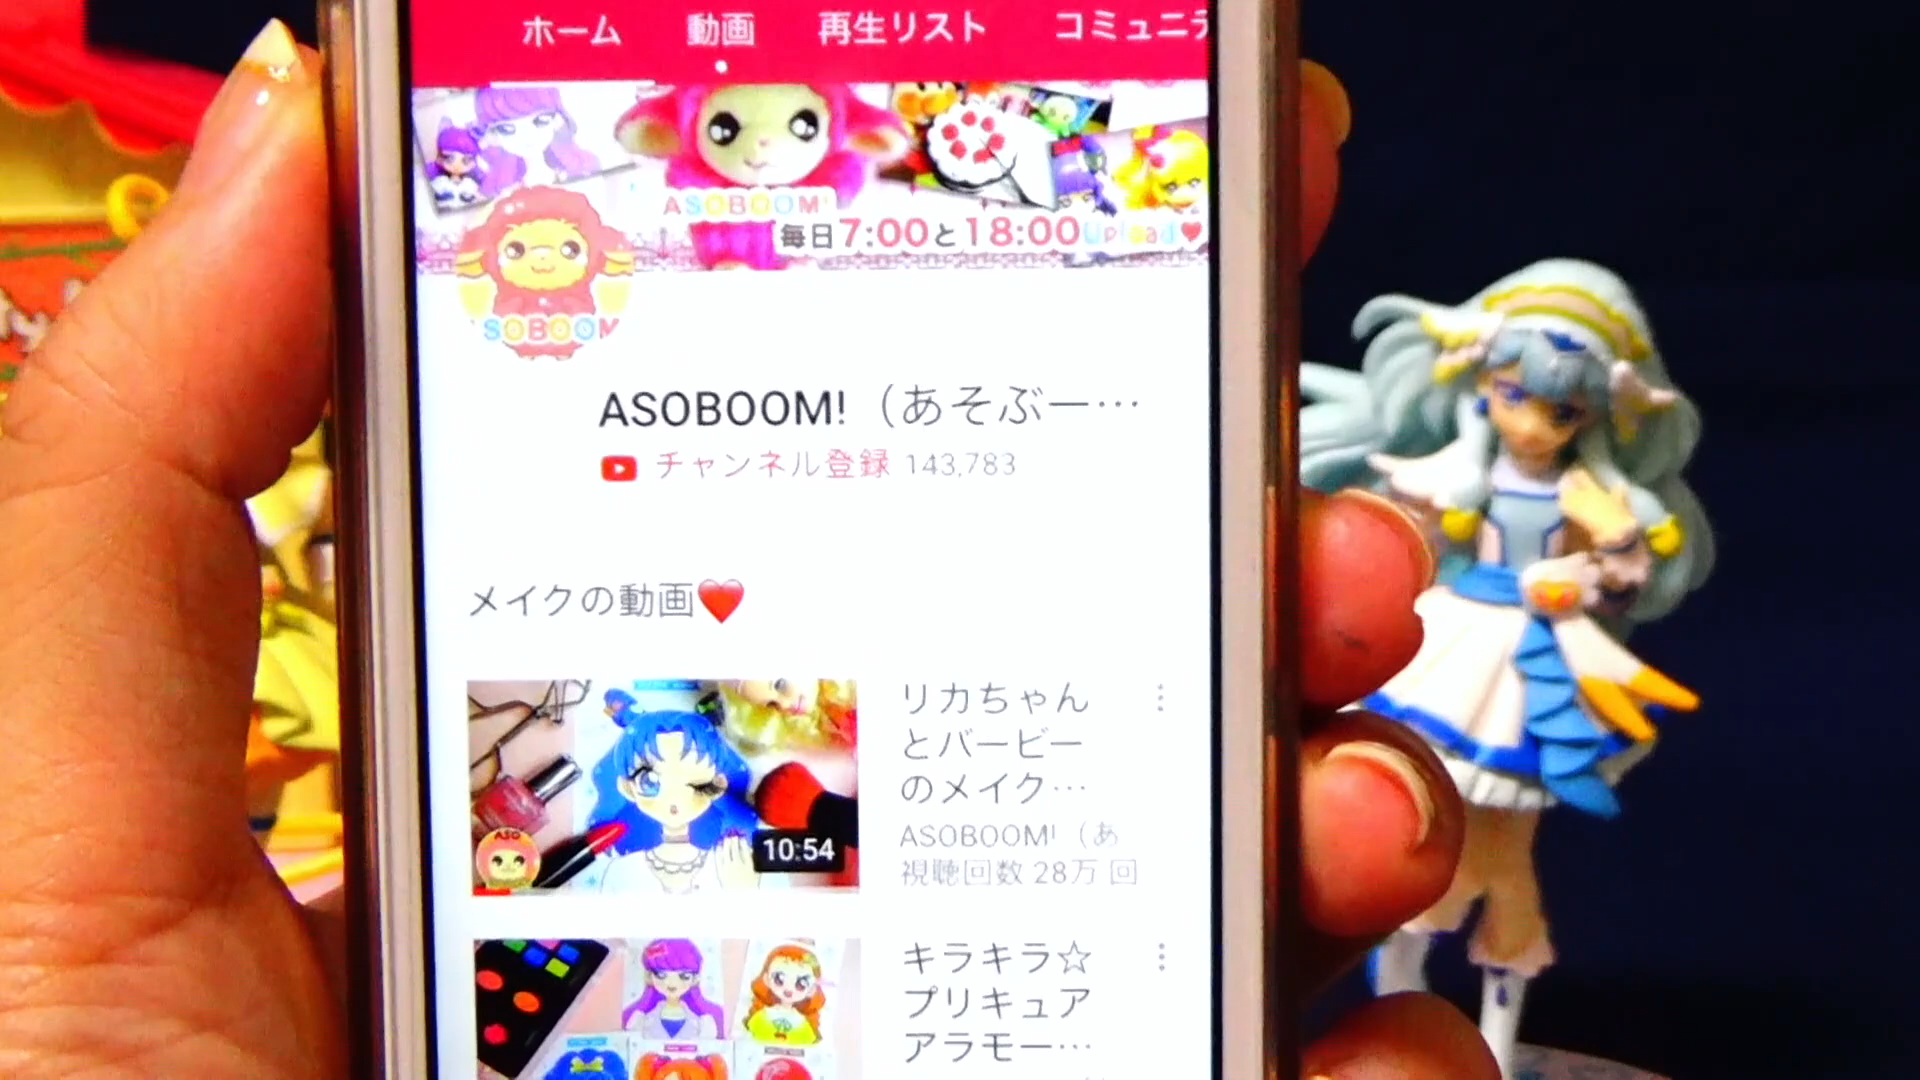 ホーム 動画 再生リスト コミュニテ
ASOBOOM!
毎日7:00と18:00Upload♥
SOBOOM
ASOBOOM!（あそぶー…
チャンネル登録 143,783
メイクの動画❤
リカちゃん
とバービー
のメイク…
ASOBOOM!（あ
視聴回数 28万 回
ASO
10:54
キラキラ☆
プリキュア
アラモー…